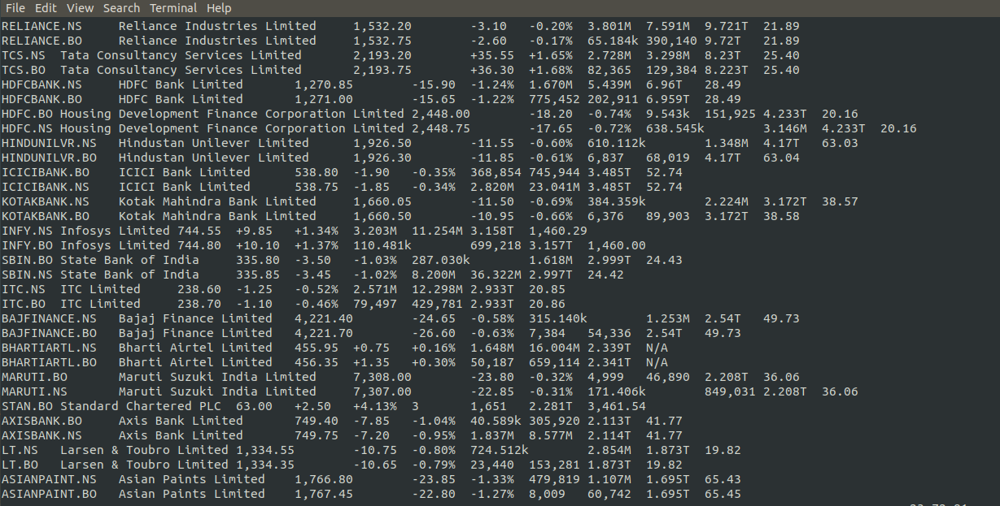 File Edit View Search Terminal Help
RELIANCE.NS Reliance Industries Limited 1,532.20 -3.10 -0.20% 3.801M 7.591M 9.721T 21.89
RELIANCE.BO Reliance Industries Limited 1,532.75 -2.60 -0.17% 65.184k 390,140 9.72T 21.89
TCS.NS Tata Consultancy Services Limited 2,193.20 +35.55 +1.65% 2.728M 3.298M 8.23T 25.40
TCS.BO Tata Consultancy Services Limited 2,193.75 +36.30 +1.68% 82,365 129,384 8.223T 25.40
HDFCBANK.NS HDFC Bank Limited 1,270.85 -15.90 -1.24% 1.670M 5.439M 6.96T 28.49
HDFCBANK.BO HDFC Bank Limited 1,271.00 -15.65 -1.22% 775,452 202,911 6.959T 28.49
HDFC.BO Housing Development Finance Corporation Limited 2,448.00 -18.20 -0.74% 9.543k 151,925 4.233T 20.16
HDFC.NS Housing Development Finance Corporation Limited 2,448.75 -17.65 -0.72% 638.545k 3.146M 4.233T 20.16
HINDUNILVR.NS Hindustan Unilever Limited 1,926.50 -11.55 -0.60% 610.112k 1.348M 4.17T 63.03
HINDUNILVR.BO Hindustan Unilever Limited 1,926.30 -11.85 -0.61% 6,837 68,019 4.17T 63.04
ICICIBANK.BO ICICI Bank Limited 538.80 -1.90 -0.35% 368,854 745,944 3.485T 52.74
ICICIBANK.NS ICICI Bank Limited 538.75 -1.85 -0.34% 2.820M 23.041M 3.485T 52.74
KOTAKBANK.NS Kotak Mahindra Bank Limited 1,660.05 -11.50 -0.69% 384.359k 2.224M 3.172T 38.57
KOTAKBANK.BO Kotak Mahindra Bank Limited 1,660.50 -10.95 -0.66% 6,376 89,903 3.172T 38.58
INFY.NS Infosys Limited 744.55 +9.85 +1.34% 3.203M 11.254M 3.158T 1,460.29
INFY.BO Infosys Limited 744.80 +10.10 +1.37% 110.481k 699,218 3.157T 1,460.00
SBIN.BO State Bank of India 335.80 -3.50 -1.03% 287.030k 1.618M 2.999T 24.43
SBIN.NS State Bank of India 335.85 -3.45 -1.02% 8.200M 36.322M 2.997T 24.42
ITC.NS ITC Limited 238.60 -1.25 -0.52% 2.571M 12.298M 2.933T 20.85
ITC.BO ITC Limited 238.70 -1.10 -0.46% 79,497 429,781 2.933T 20.86
BAJFINANCE.NS Bajaj Finance Limited 4,221.40 -24.65 -0.58% 315.140k 1.253M 2.54T 49.73
BAJFINANCE.BO Bajaj Finance Limited 4,221.70 -26.60 -0.63% 7,384 54,336 2.54T 49.73
BHARTIARTL.NS Bharti Airtel Limited 455.95 +0.75 +0.16% 1.648M 16.004M 2.339T N/A
BHARTIARTL.BO Bharti Airtel Limited 456.35 +1.35 +0.30% 50,187 659,114 2.341T N/A
MARUTI.BO Maruti Suzuki India Limited 7,308.00 -23.80 -0.32% 4,999 46,890 2.208T 36.06
MARUTI.NS Maruti Suzuki India Limited 7,307.00 -22.85 -0.31% 171.406k 849,031 2.208T 36.06
STAN.BO Standard Chartered PLC 63.00 +2.50 +4.13% 3 1,651 2.281T 3,461.54
AXISBANK.BO Axis Bank Limited 749.40 -7.85 -1.04% 40.589k 305,920 2.113T 41.77
AXISBANK.NS Axis Bank Limited 749.75 -7.20 -0.95% 1.837M 8.577M 2.114T 41.77
LT.NS Larsen & Toubro Limited 1,334.55 -10.75 -0.80% 724.512k 2.854M 1.873T 19.82
LT.BO Larsen & Toubro Limited 1,334.35 -10.65 -0.79% 23,440 153,281 1.873T 19.82
ASIANPAINT.NS Asian Paints Limited 1,766.80 -23.85 -1.33% 479,819 1.107M 1.695T 65.43
ASIANPAINT.BO Asian Paints Limited 1,767.45 -22.80 -1.27% 8,009 60,742 1.695T 65.45